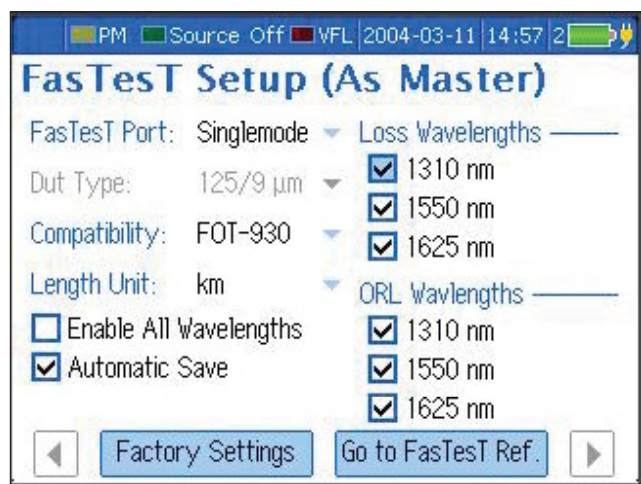 PM Source Off VFL 2004-03-11 14:57 2
FasTesT Setup (As Master)
FasTesT Port: Singlemode
Dut Type: 125/9 µm
Compatibility: FOT-930
Length Unit: km
Enable All Wavelengths
Automatic Save
Loss Wavelengths
1310 nm
1550 nm
1625 nm
ORL Wavlengths
1310 nm
1550 nm
1625 nm
Factory Settings
Go to FasTesT Ref.